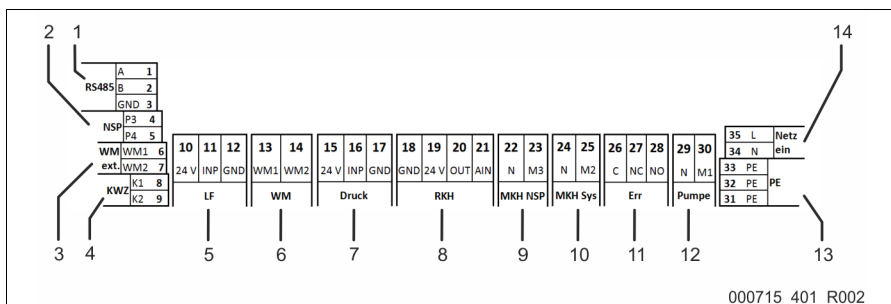 2 1 14
A 1
RS485 B 2
GND 3
NSP P3 4
P4 5
WM WM1 6
ext. WM2 7
KWZ K1 8
K2 9
10 11 12 13 14 15 16 17 18 19 20 21 22 23 24 25 26 27 28 29 30
24 V INP GND WM1 WM2 24 V INP GND GND 24 V OUT AIN N M3 N M2 C NC NO N M1
LF WM Druck RKH MKH NSP MKH Sys Err Pumpe
35 L Netz
34 N ein
33 PE
32 PE PE
31 PE
3 4 5 6 7 8 9 10 11 12 13
000715_401_R002